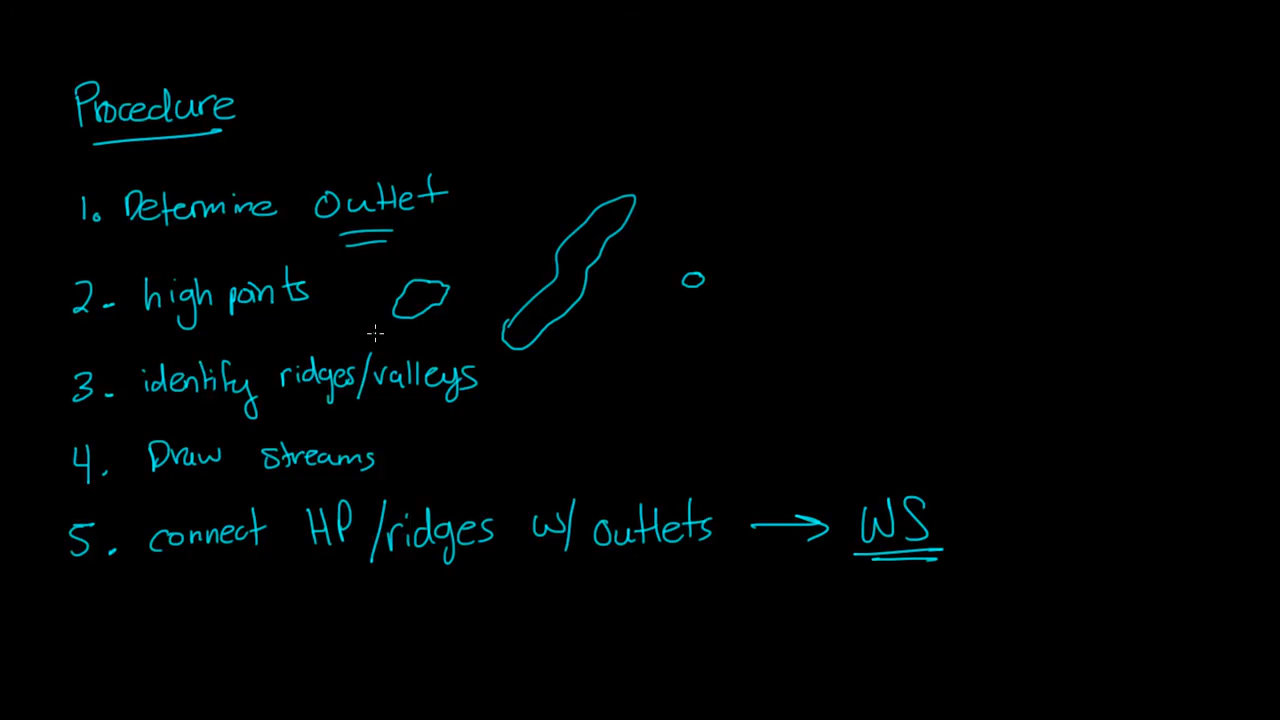 Procedure
1. Determine outlet
2- high points
3- identify ridges/valleys
4. Draw streams
5. connect HP/ridges w/ outlets → WS